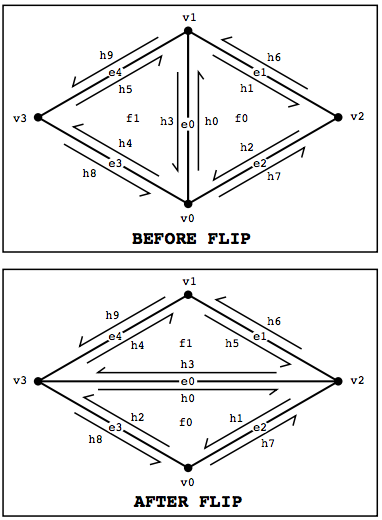 v1
h9 h6
e4 e1
h5 h1
v3 h3 e0 h0 v2
f1 f0
h4 h2
e3 e2
h8 h7
v0
BEFORE FLIP
v1
h9 h6
e4 e1
h4 f1 h5
h3
v3 e0 v2
h0
h2 f0 h1
e3 e2
h8 h7
v0
AFTER FLIP